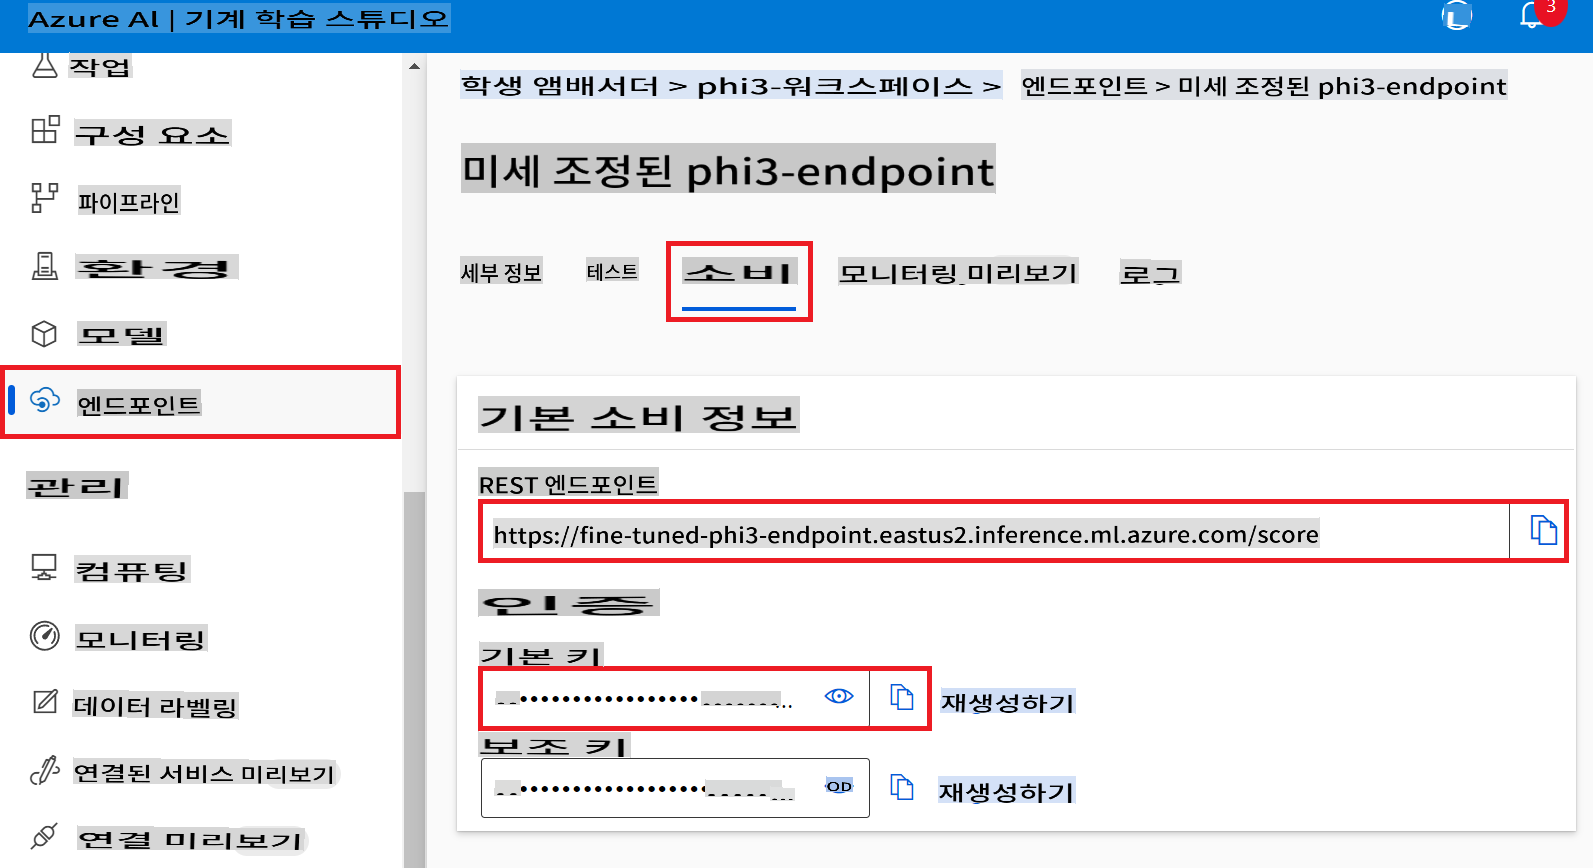 Azure Al | 기계 학습 스튜디오
3
작업
구성 요소
파이프라인
환경
모델
엔드포인트
관리
컴퓨팅
모니터링
데이터 라벨링
연결된 서비스 미리보기
연결 미리보기
학생 앰배서더 > phi3-워크스페이스 > 엔드포인트 > 미세 조정된 phi3-endpoint
미세 조정된 phi3-endpoint
세부 정보 테스트 소비 모니터링 미리보기 로그
기본 소비 정보
REST 엔드포인트
https://fine-tuned-phi3-endpoint.eastus2.inference.ml.azure.com/score
인증
기본 키
재생성하기
보조 키
OD
재생성하기